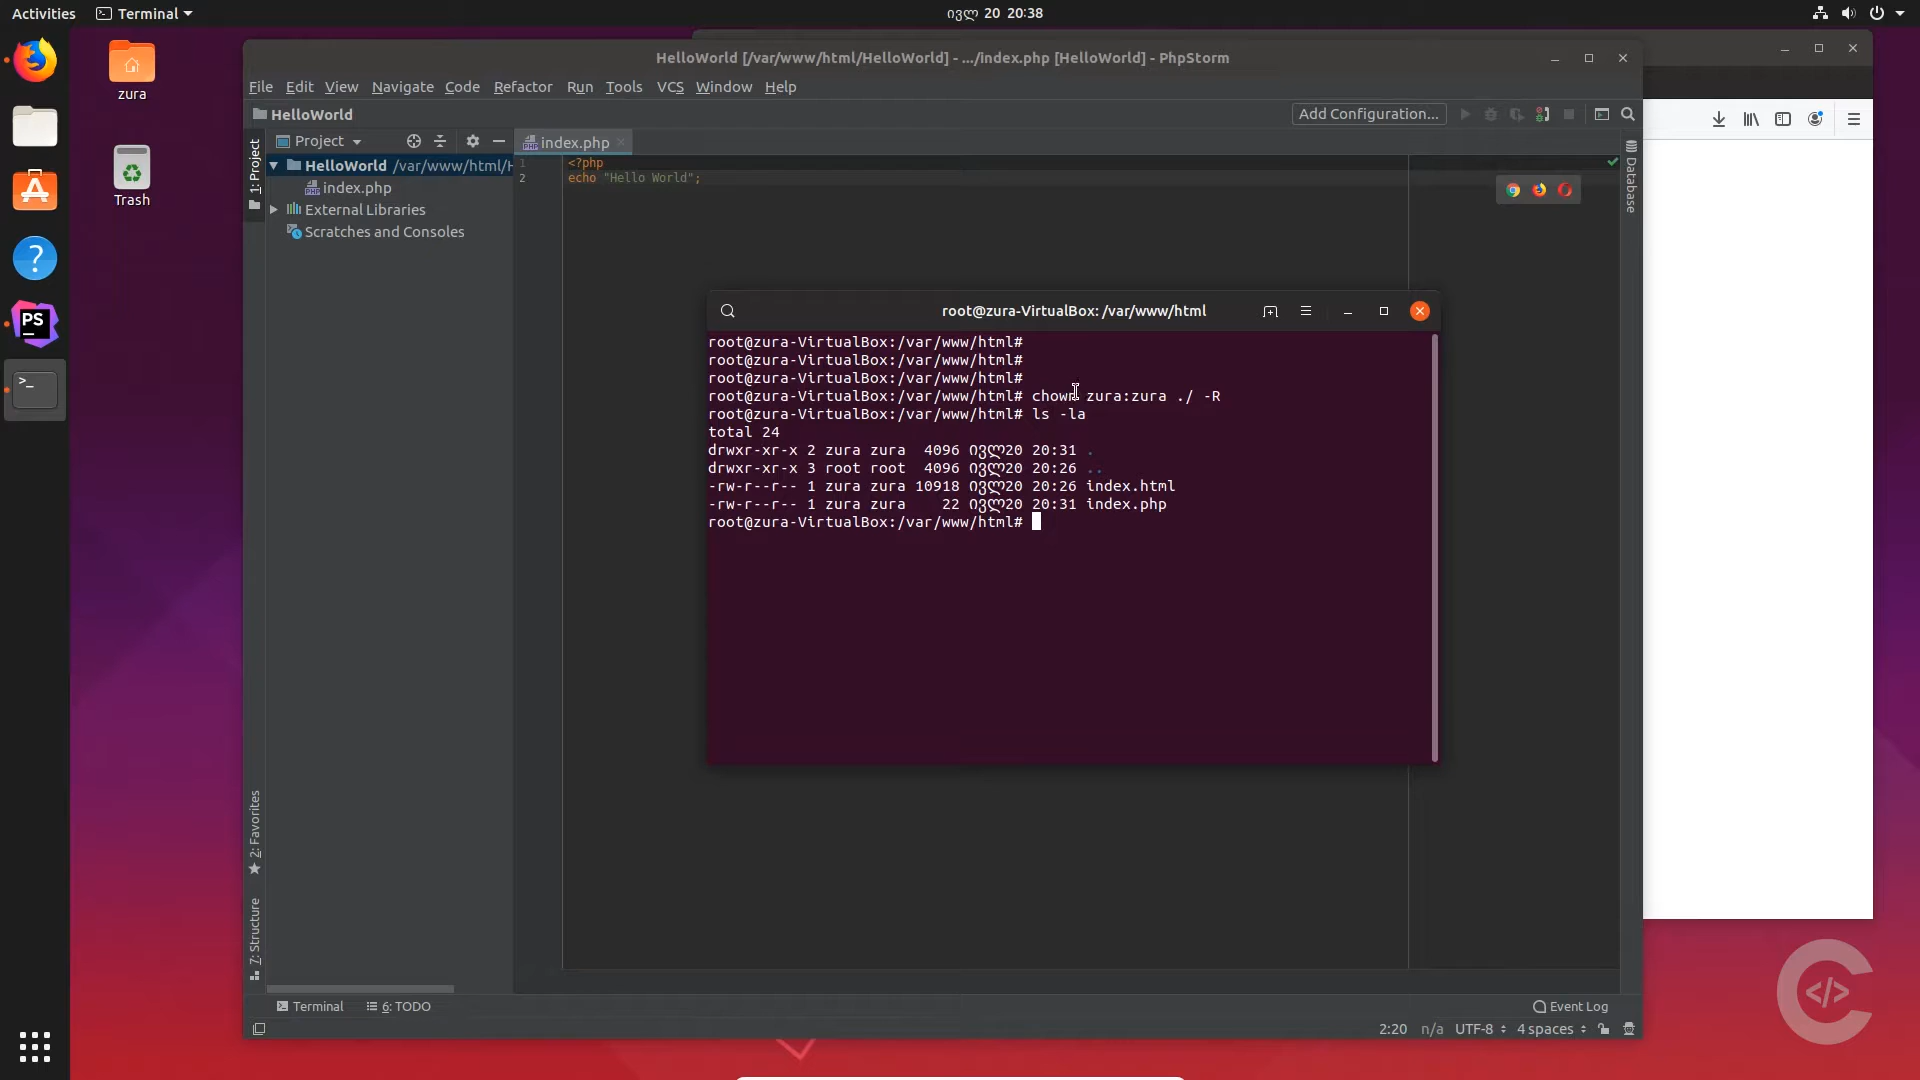 Activities Terminal ივლ 20 20:38
zura
Trash
HelloWorld [/var/www/html/HelloWorld] - .../index.php [HelloWorld] - PhpStorm
File Edit View Navigate Code Refactor Run Tools VCS Window Help
HelloWorld Add Configuration...
1: Project
Project
index.php
HelloWorld /var/www/html/H
index.php
External Libraries
Scratches and Consoles
1 <?php
2 echo "Hello World";
Database
PS
root@zura-VirtualBox: /var/www/html
root@zura-VirtualBox:/var/www/html#
root@zura-VirtualBox:/var/www/html#
root@zura-VirtualBox:/var/www/html#
root@zura-VirtualBox:/var/www/html# chown zura:zura ./ -R
root@zura-VirtualBox:/var/www/html# ls -la
total 24
drwxr-xr-x 2 zura zura 4096 ივლ20 20:31 .
drwxr-xr-x 3 root root 4096 ივლ20 20:26 ..
-rw-r--r-- 1 zura zura 10918 ივლ20 20:26 index.html
-rw-r--r-- 1 zura zura 22 ივლ20 20:31 index.php
root@zura-VirtualBox:/var/www/html#
2: Favorites
7: Structure
Terminal 6: TODO Event Log
2:20 n/a UTF-8 4 spaces